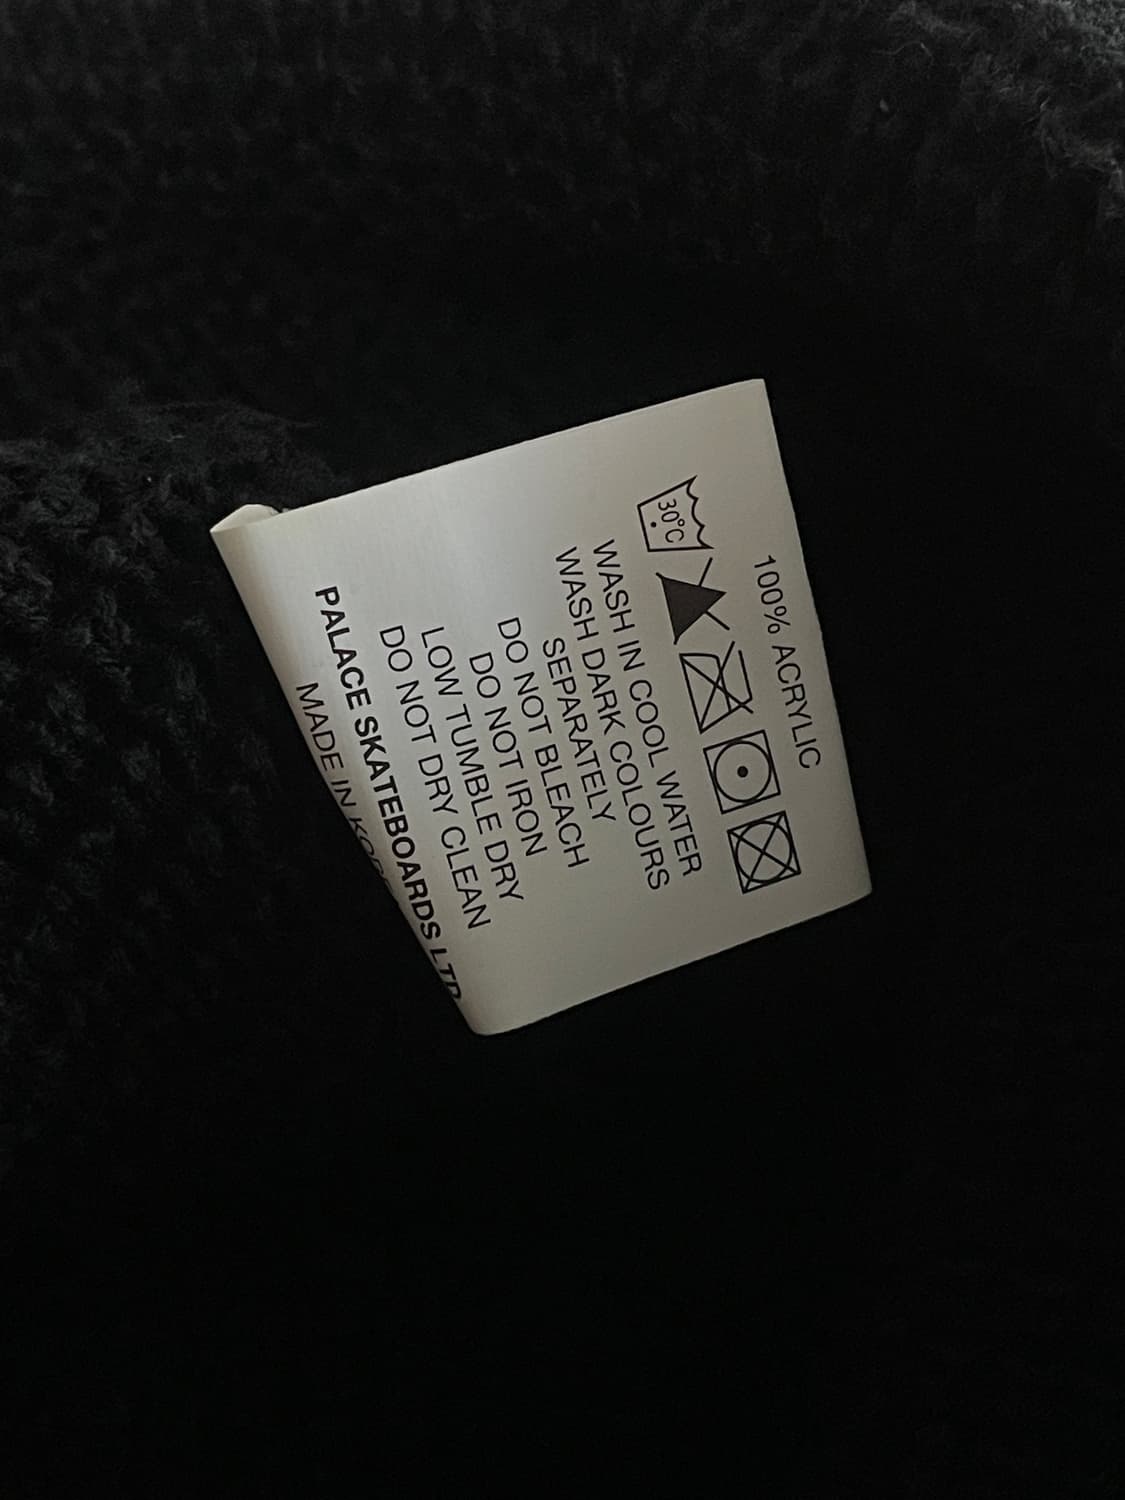 100% ACRYLIC
30°C
WASH IN COOL WATER
WASH DARK COLOURS
SEPARATELY
DO NOT BLEACH
DO NOT IRON
LOW TUMBLE DRY
DO NOT DRY CLEAN
PALACE SKATEBOARDS LTD
MADE IN